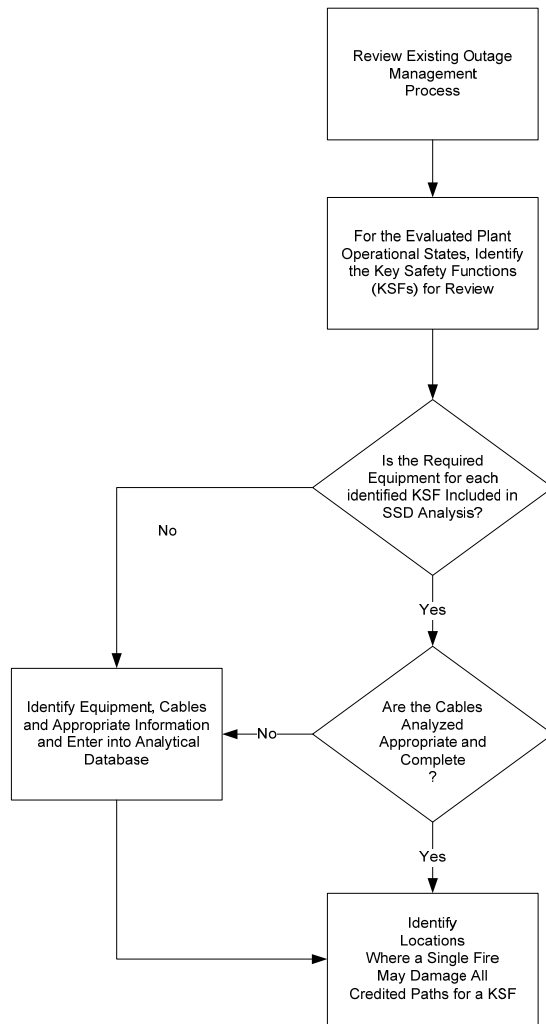 Review Existing Outage
Management
Process
For the Evaluated Plant
Operational States, Identify
the Key Safety Functions
(KSFs) for Review
Is the Required
Equipment for each
identified KSF Included in
SSD Analysis?
No
Yes
Identify Equipment, Cables
and Appropriate Information
and Enter into Analytical
Database
No
Are the Cables
Analyzed
Appropriate and
Complete
?
Yes
Identify
Locations
Where a Single Fire
May Damage All
Credited Paths for a KSF